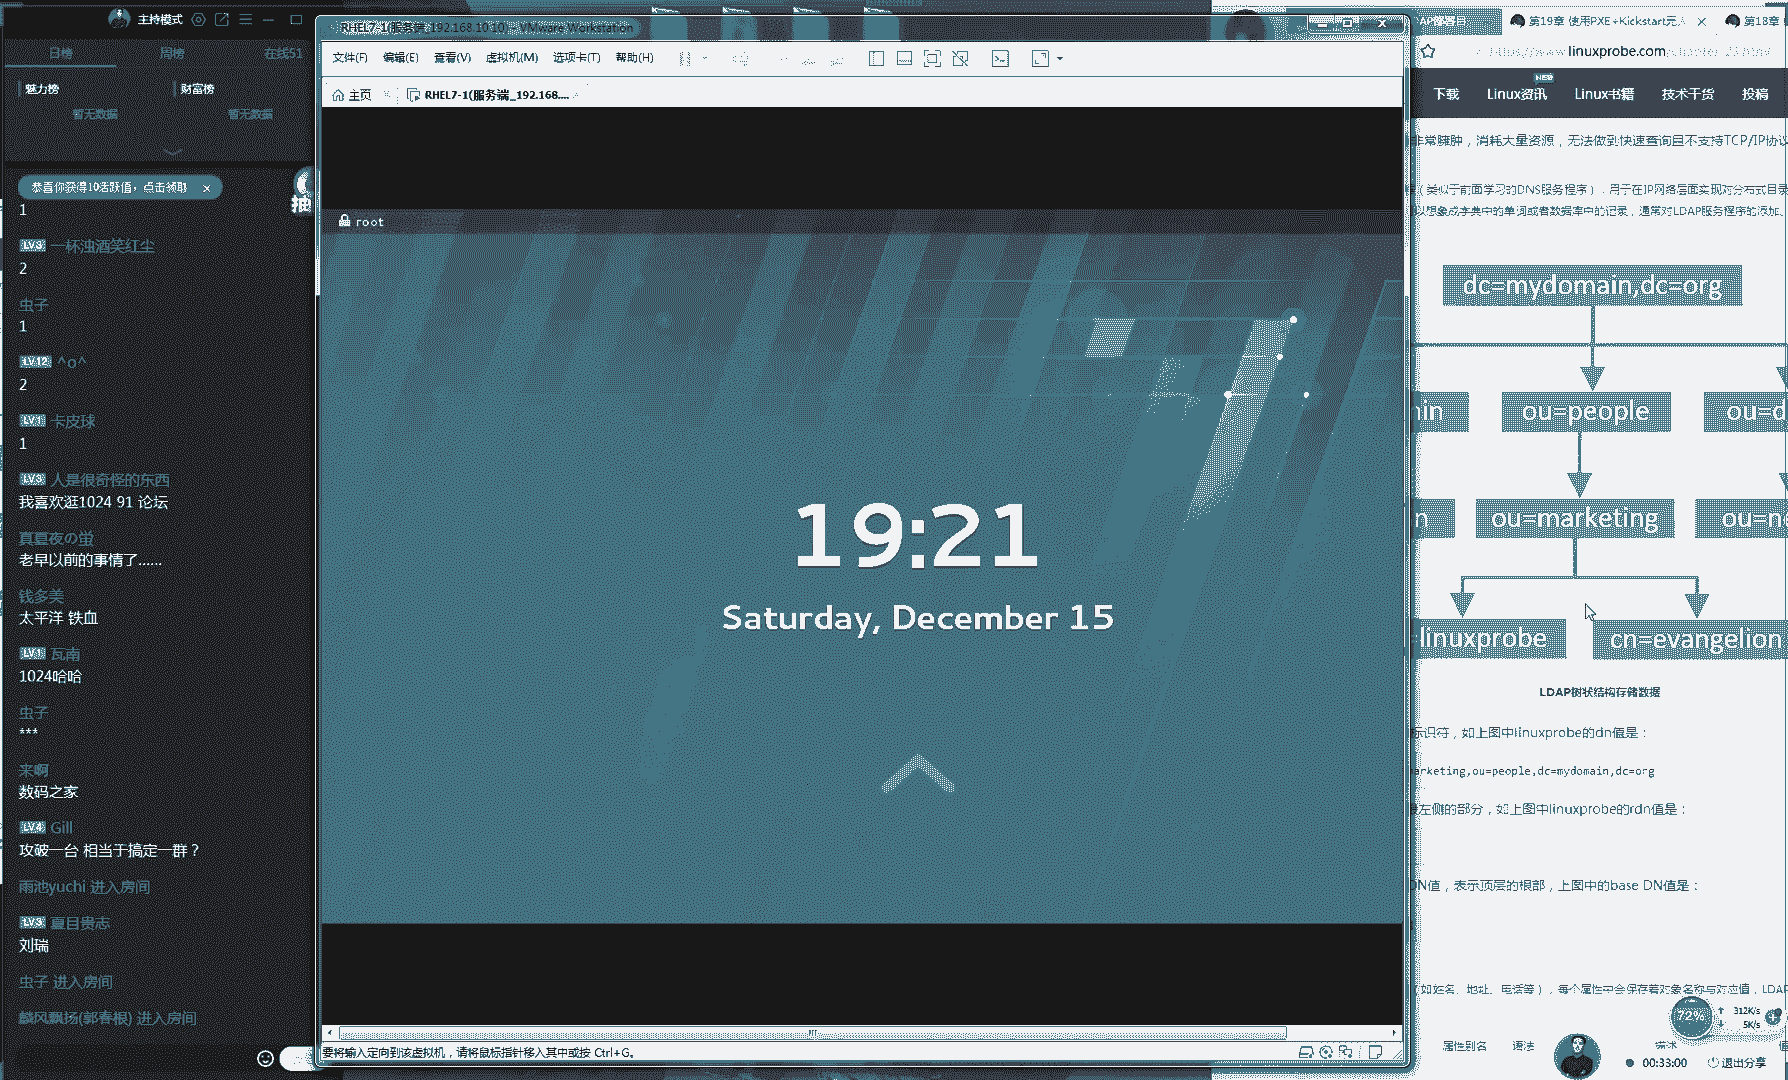 主持模式
日榜 周榜 在线51
魅力榜 财富榜
暂无数据 暂无数据
恭喜你获得10活跃值，点击领取 ×
抽
1
LV.3 一杯浊酒笑红尘
2
虫子
1
LV.12 ^o^
2
LV.1 卡皮球
1
LV.3 人是很奇怪的东西
我喜欢逛1024 91 论坛
真夏夜の蛍
老早以前的事情了......
钱多美
太平洋 铁血
LV.1 瓦南
1024哈哈
虫子
***
来啊
数码之家
LV.4 Gill
攻破一台 相当于搞定一群？
雨池yuchi 进入房间
LV.3 夏目贵志
刘瑞
虫子 进入房间
麟风飘扬(郭春根) 进入房间
RHEL7-1(服务端_192.168.10.10) - VMware Workstation
文件(F) 编辑(E) 查看(V) 虚拟机(M) 选项卡(T) 帮助(H)
主页 × RHEL7-1(服务端_192.168.... ×
root
19:21
Saturday, December 15
要将输入定向到该虚拟机，请将鼠标指针移入其中或按 Ctrl+G。
第19章 使用PXE+Kickstart无人 × 第18章
https://www.linuxprobe.com/chapter-23.html
下载 Linux资讯 NEW Linux书籍 技术干货 投稿
非常臃肿，消耗大量资源，无法做到快速查询且不支持TCP/IP协议
（类似于前面学习的DNS服务程序），用于在IP网络层面实现对分布式目录
以想象成字典中的单词或者数据库中的记录，通常对LDAP服务程序的添加、
dc=mydomain,dc=org
ou=people ou=d
ou=marketing ou=n
linuxprobe cn=evangelion
LDAP树状结构存储数据
标识符，如上图中linuxprobe的dn值是：
arketing,ou=people,dc=mydomain,dc=org
最左侧的部分，如上图中linuxprobe的rdn值是：
DN值，表示顶层的根部，上图中的base DN值是：
（如姓名、地址、电话等），每个属性中会保存着对象名称与对应值，LDAP
属性别名 语法 描述 值
72% 312K/s
5K/s
00:33:00 退出分享